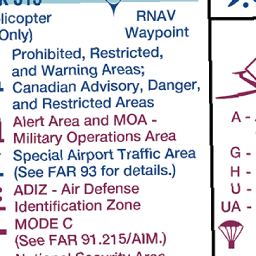 RNAV
Only) Waypoint
Prohibited, Restricted,
and Warning Areas;
Canadian Advisory, Danger,
and Restricted Areas
Alert Area and MOA -
Military Operations Area
Special Airport Traffic Area
(See FAR 93 for details.)
ADIZ - Air Defense
Identification Zone
MODE C
(See FAR 91.215/AIM.)
A -
G -
H -
U -
UA -